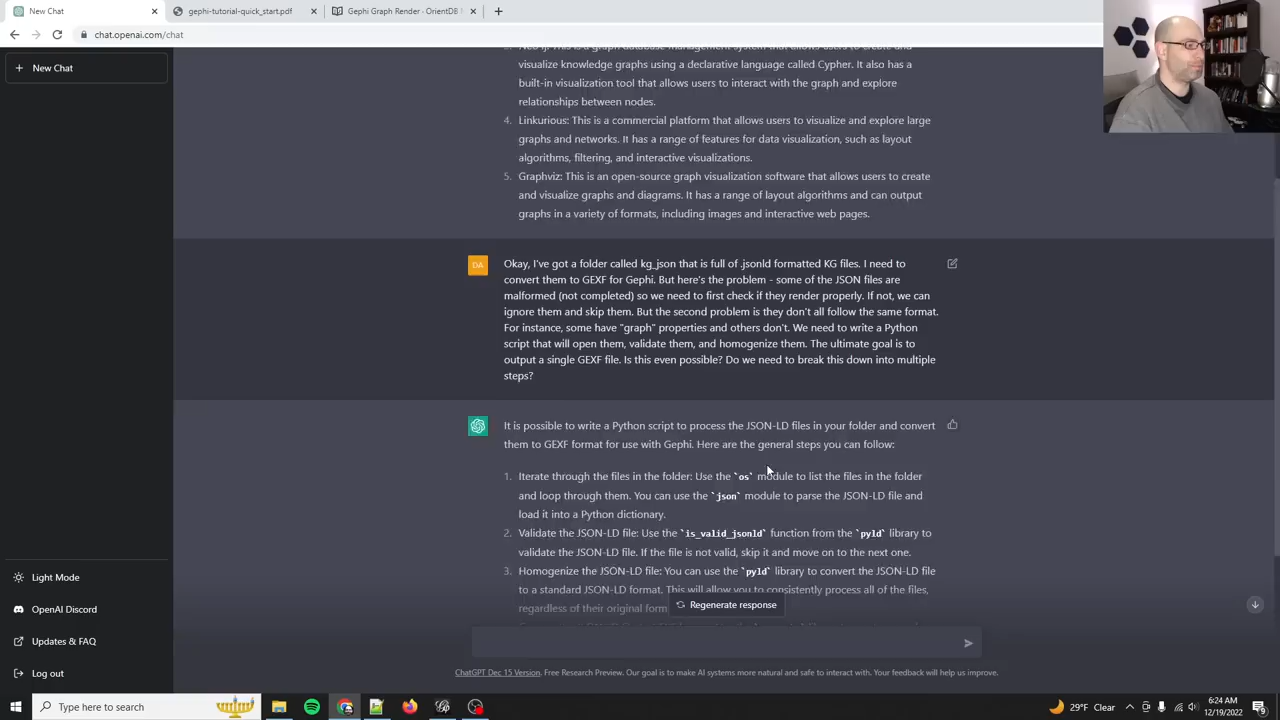 New Chat
gephi-tutorial-quick_start.pdf
Gephi Graph Render - OrientDB
chat.openai.com/chat
New Chat
visualize knowledge graphs using a declarative language called Cypher. It also has a
built-in visualization tool that allows users to interact with the graph and explore
relationships between nodes.
4. Linkurious: This is a commercial platform that allows users to visualize and explore large
graphs and networks. It has a range of features for data visualization, such as layout
algorithms, filtering, and interactive visualizations.
5. Graphviz: This is an open-source graph visualization software that allows users to create
and visualize graphs and diagrams. It has a range of layout algorithms and can output
graphs in a variety of formats, including images and interactive web pages.
DA
Okay, I've got a folder called kg_json that is full of .jsonld formatted KG files. I need to
convert them to GEXF for Gephi. But here's the problem - some of the JSON files are
malformed (not completed) so we need to first check if they render properly. If not, we can
ignore them and skip them. But the second problem is they don't all follow the same format.
For instance, some have "graph" properties and others don't. We need to write a Python
script that will open them, validate them, and homogenize them. The ultimate goal is to
output a single GEXF file. Is this even possible? Do we need to break this down into multiple
steps?
It is possible to write a Python script to process the JSON-LD files in your folder and convert
them to GEXF format for use with Gephi. Here are the general steps you can follow:
1. Iterate through the files in the folder: Use the `os` module to list the files in the folder
and loop through them. You can use the `json` module to parse the JSON-LD file and
load it into a Python dictionary.
2. Validate the JSON-LD file: Use the `is_valid_jsonld` function from the `pyld` library to
validate the JSON-LD file. If the file is not valid, skip it and move on to the next one.
3. Homogenize the JSON-LD file: You can use the `pyld` library to convert the JSON-LD file
to a standard JSON-LD format. This will allow you to consistently process all of the files,
regardless of their original form
Regenerate response
Light Mode
OpenAI Discord
Updates & FAQ
Log out
ChatGPT Dec 15 Version. Free Research Preview. Our goal is to make AI systems more natural and safe to interact with. Your feedback will help us improve.
Type here to search
29°F Clear
6:24 AM
12/19/2022